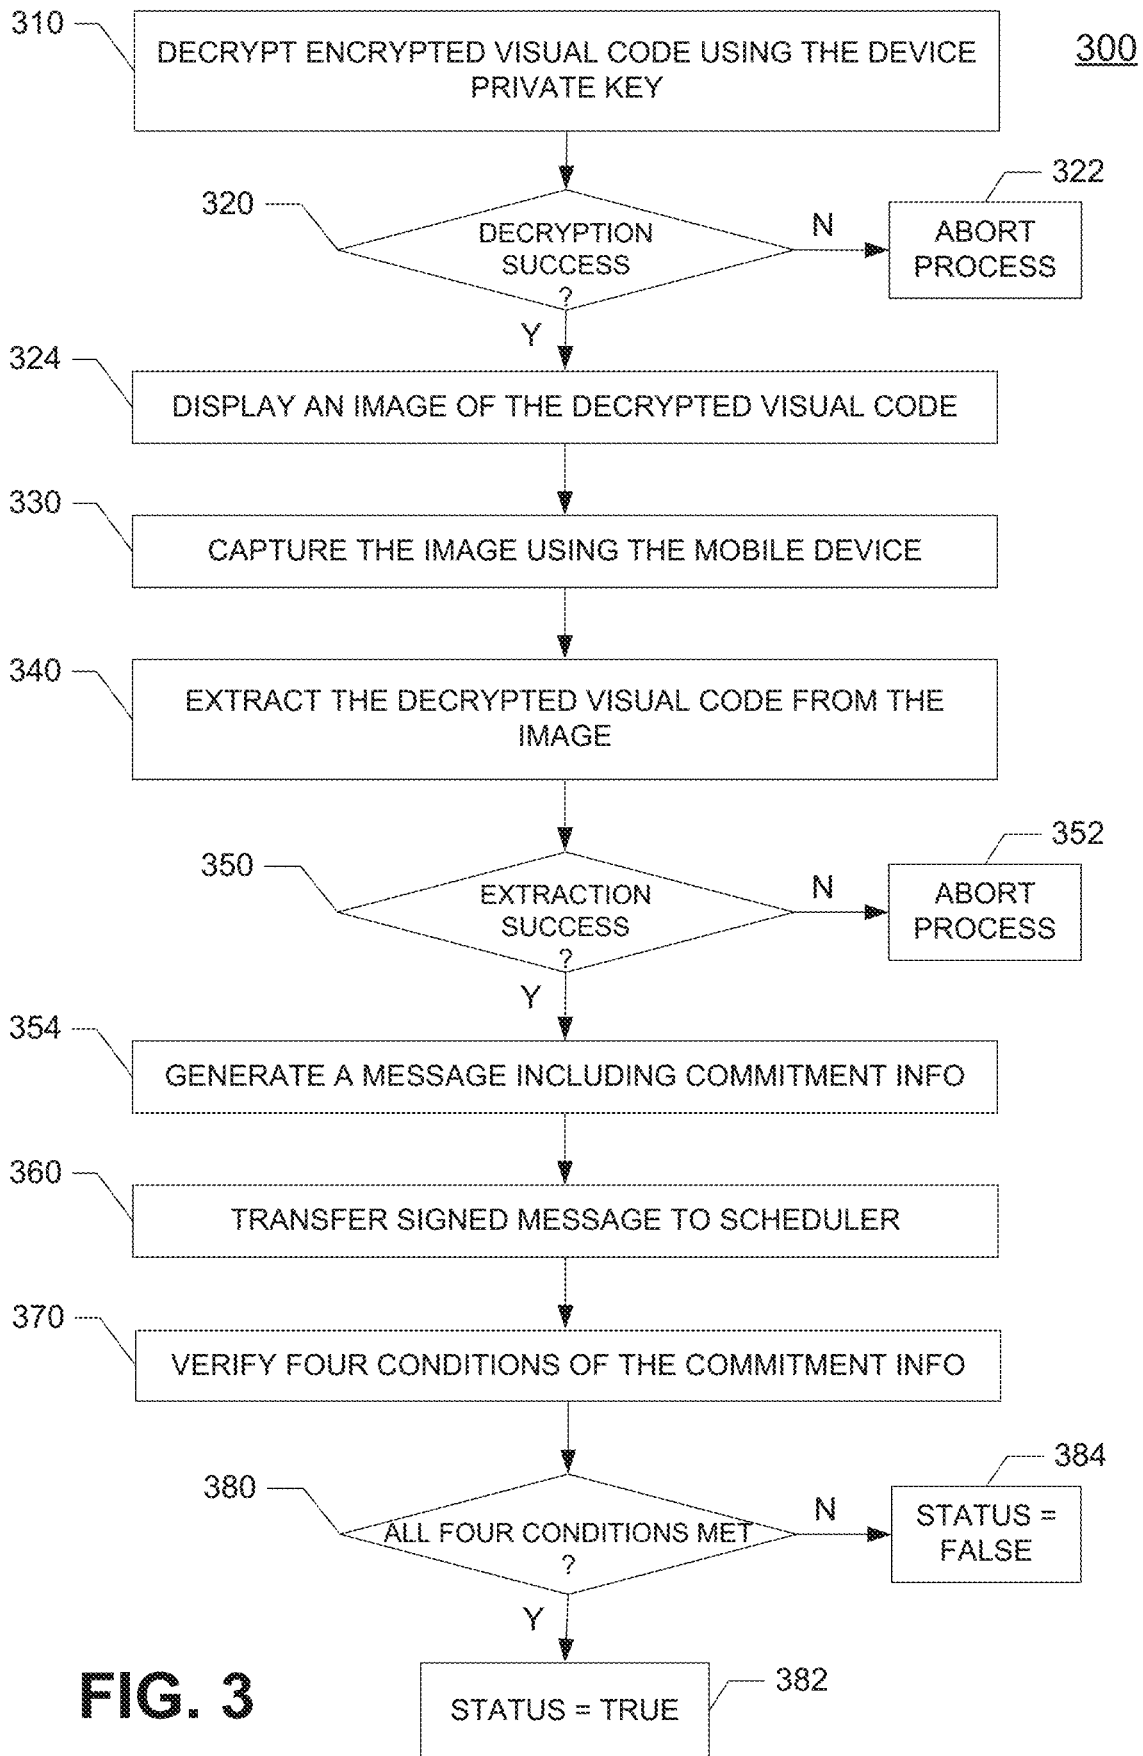 310
DECRYPT ENCRYPTED VISUAL CODE USING THE DEVICE
PRIVATE KEY
300
320
DECRYPTION
SUCCESS
?
N
322
ABORT
PROCESS
Y
324
DISPLAY AN IMAGE OF THE DECRYPTED VISUAL CODE
330
CAPTURE THE IMAGE USING THE MOBILE DEVICE
340
EXTRACT THE DECRYPTED VISUAL CODE FROM THE
IMAGE
350
EXTRACTION
SUCCESS
?
N
352
ABORT
PROCESS
Y
354
GENERATE A MESSAGE INCLUDING COMMITMENT INFO
360
TRANSFER SIGNED MESSAGE TO SCHEDULER
370
VERIFY FOUR CONDITIONS OF THE COMMITMENT INFO
380
ALL FOUR CONDITIONS MET
?
N
384
STATUS =
FALSE
Y
382
STATUS = TRUE
FIG. 3